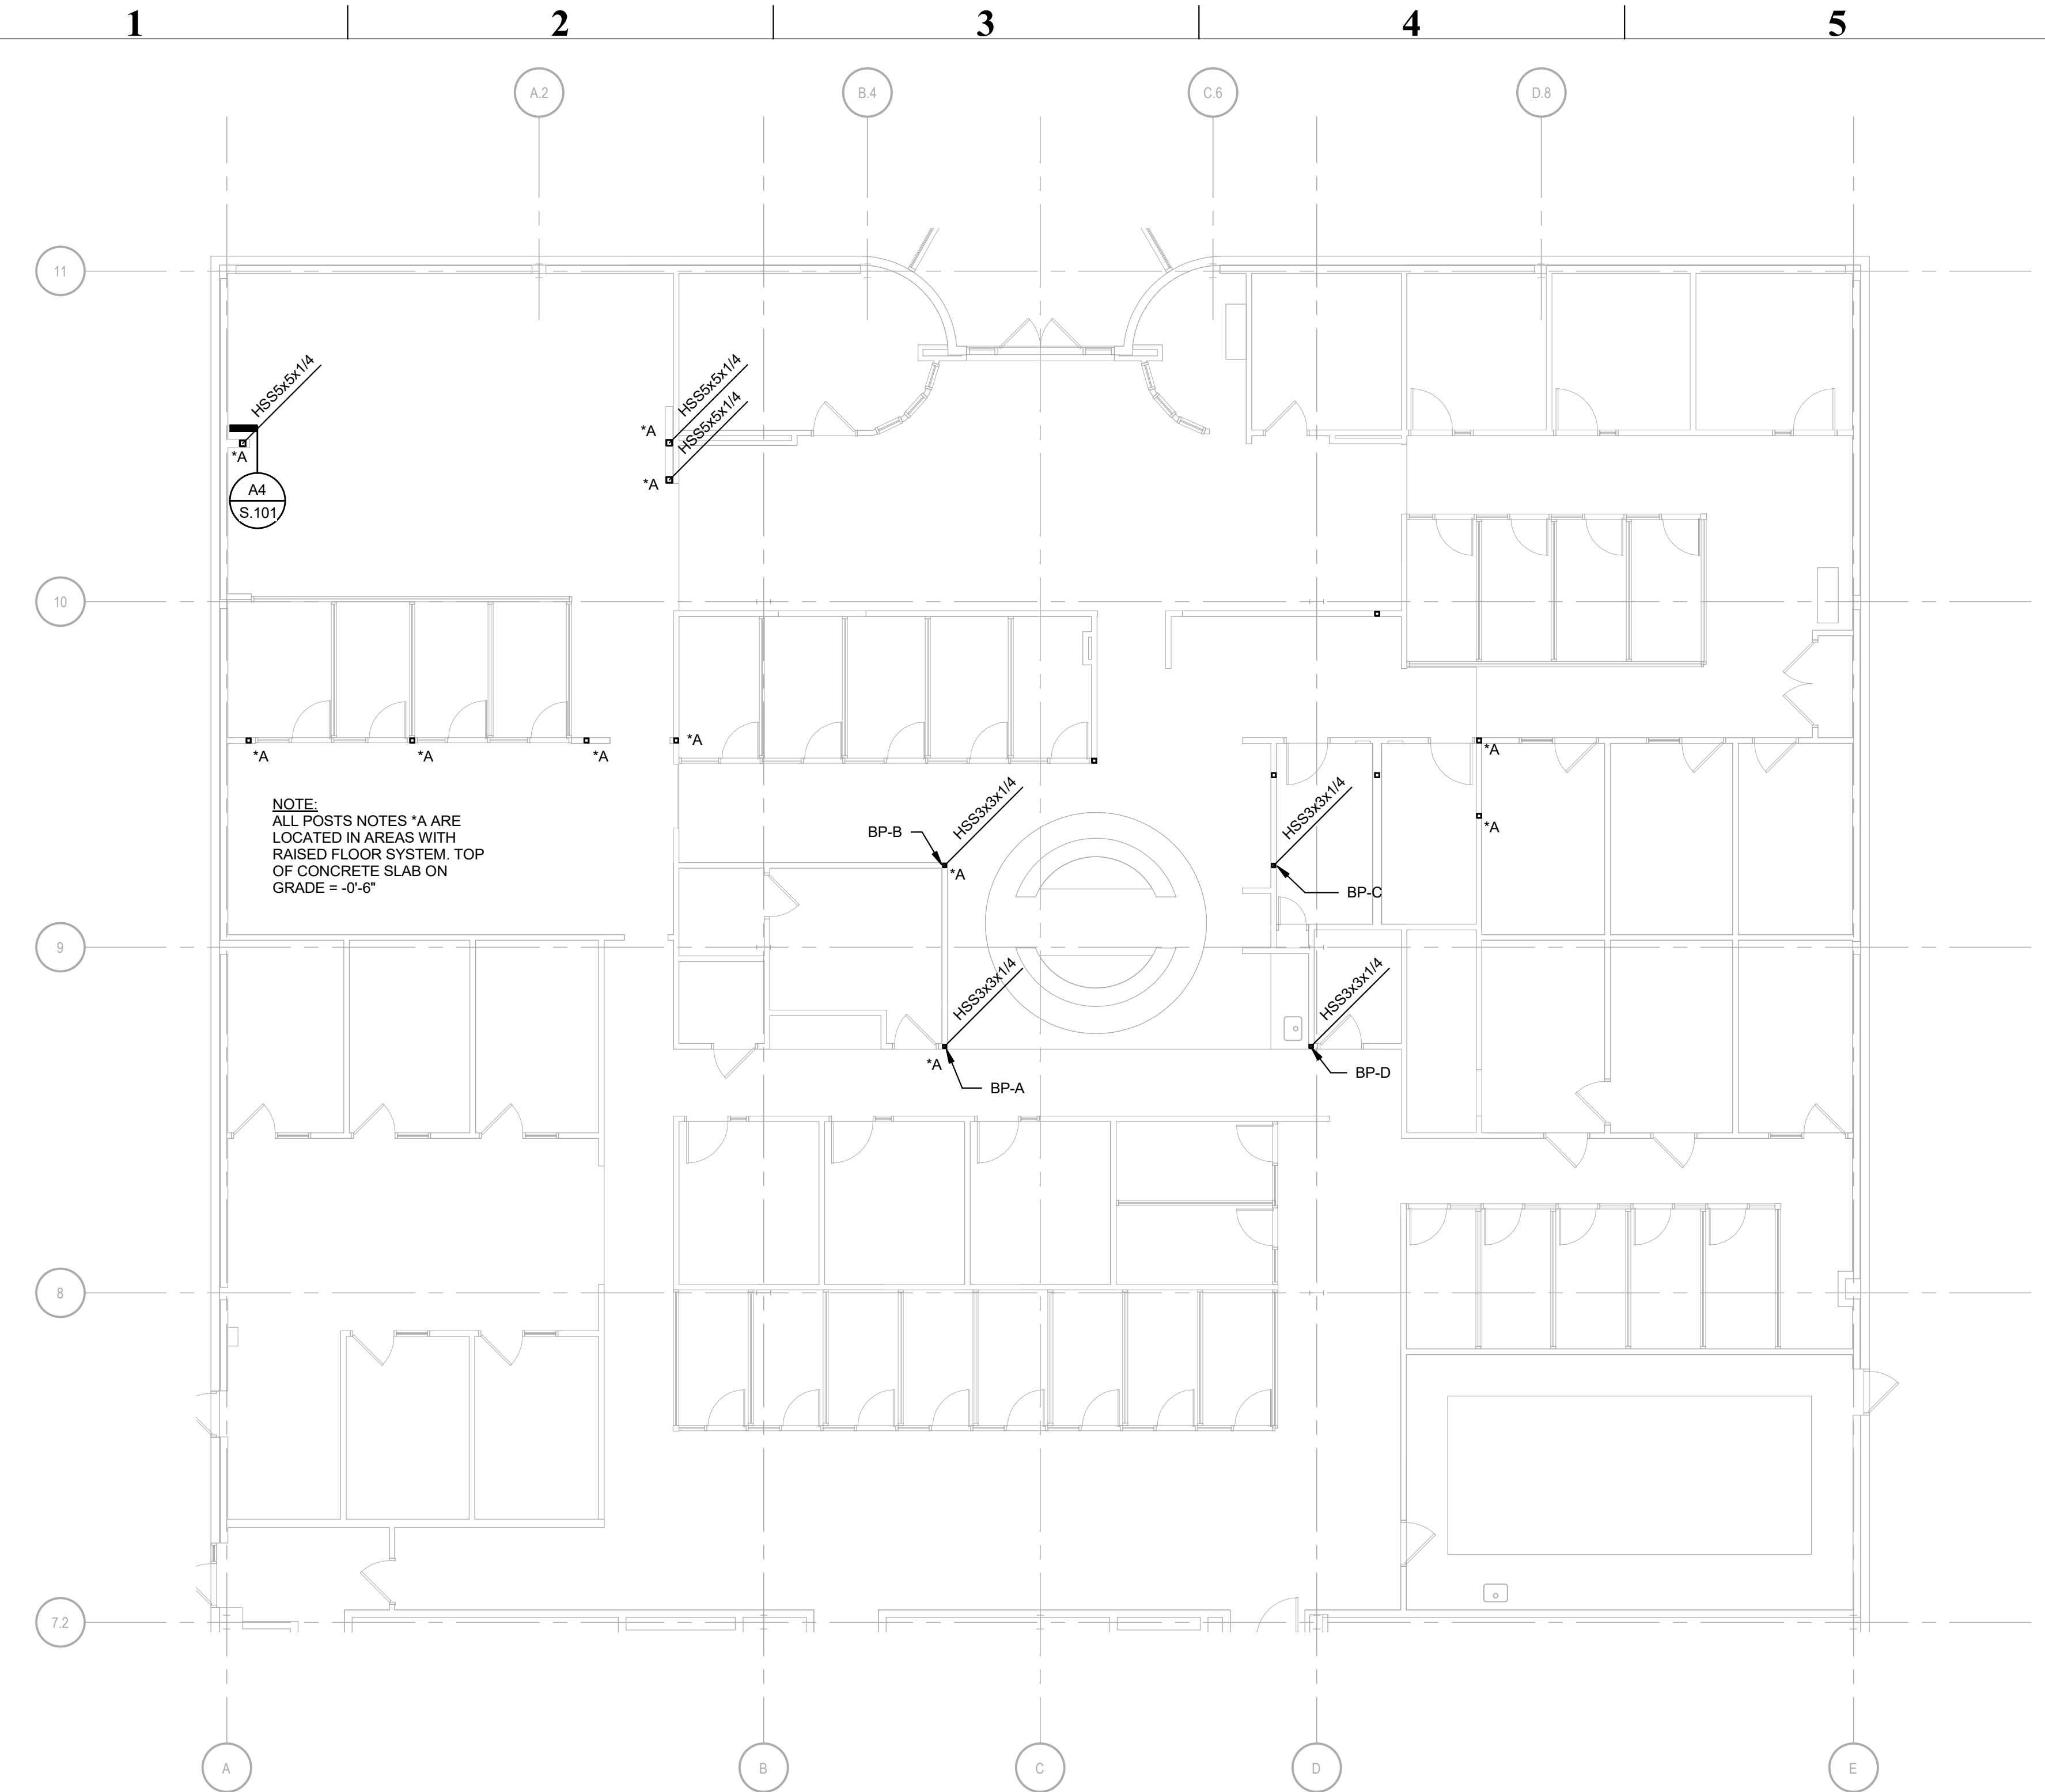 1 2 3 4 5
A.2 B.4 C.6 D.8
11
HSS5x5x1/4
HSS5x5x1/4
HSS5x5x1/4
*A
*A
*A
A4
S.101
10
*A
*A
*A
*A
*A
NOTE:
ALL POSTS NOTES *A ARE
LOCATED IN AREAS WITH
RAISED FLOOR SYSTEM. TOP
OF CONCRETE SLAB ON
GRADE = -0'-6"
HSS3x3x1/4
BP-B
*A
HSS3x3x1/4
BP-C
*A
9
HSS3x3x1/4
*A
BP-A
HSS3x3x1/4
BP-D
8
7.2
A B C D E